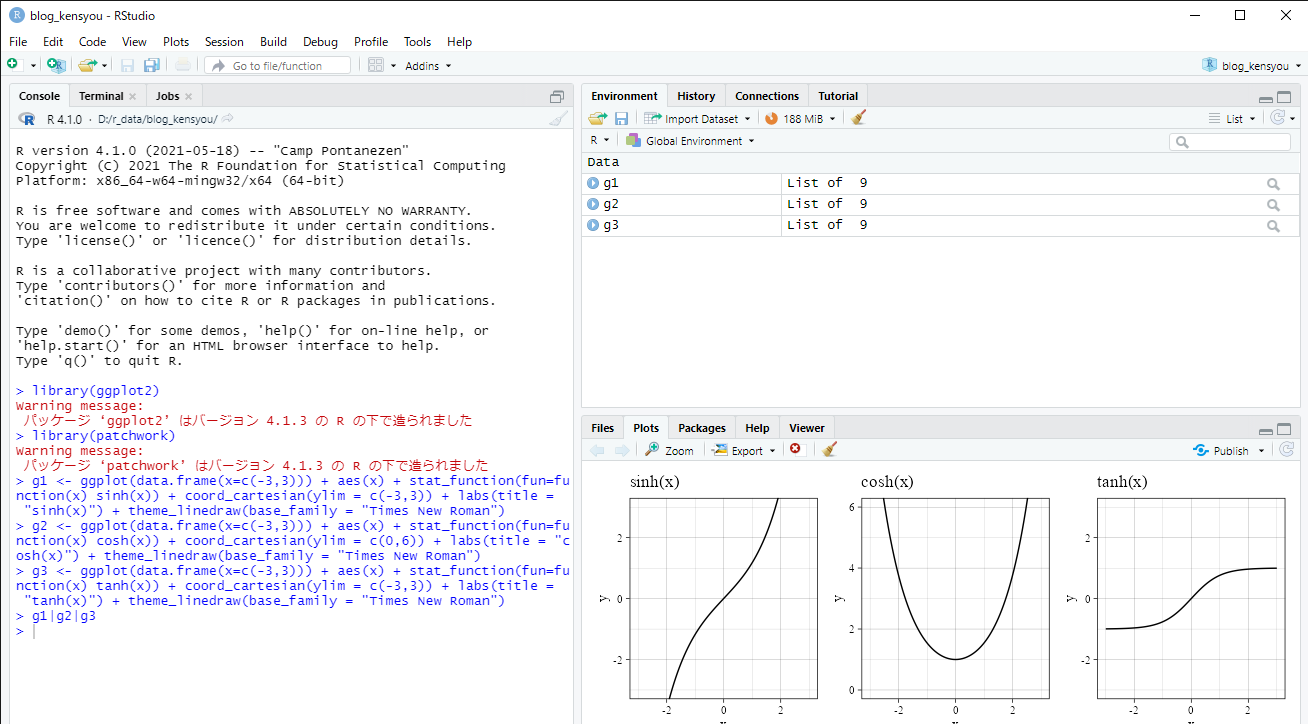 blog_kensyou - RStudio
File Edit Code View Plots Session Build Debug Profile Tools Help
Go to file/function Addins blog_kensyou
Console Terminal Jobs
R 4.1.0 · D:/r_data/blog_kensyou/
R version 4.1.0 (2021-05-18) -- "Camp Pontanezen"
Copyright (C) 2021 The R Foundation for Statistical Computing
Platform: x86_64-w64-mingw32/x64 (64-bit)
R is free software and comes with ABSOLUTELY NO WARRANTY.
You are welcome to redistribute it under certain conditions.
Type 'license()' or 'licence()' for distribution details.
R is a collaborative project with many contributors.
Type 'contributors()' for more information and
'citation()' on how to cite R or R packages in publications.
Type 'demo()' for some demos, 'help()' for on-line help, or
'help.start()' for an HTML browser interface to help.
Type 'q()' to quit R.
> library(ggplot2)
Warning message:
パッケージ ‘ggplot2’ はバージョン 4.1.3 の R の下で造られました
> library(patchwork)
Warning message:
パッケージ ‘patchwork’ はバージョン 4.1.3 の R の下で造られました
> g1 <- ggplot(data.frame(x=c(-3,3))) + aes(x) + stat_function(fun=fu
nction(x) sinh(x)) + coord_cartesian(ylim = c(-3,3)) + labs(title =
"sinh(x)") + theme_linedraw(base_family = "Times New Roman")
> g2 <- ggplot(data.frame(x=c(-3,3))) + aes(x) + stat_function(fun=fu
nction(x) cosh(x)) + coord_cartesian(ylim = c(0,6)) + labs(title = "c
osh(x)") + theme_linedraw(base_family = "Times New Roman")
> g3 <- ggplot(data.frame(x=c(-3,3))) + aes(x) + stat_function(fun=fu
nction(x) tanh(x)) + coord_cartesian(ylim = c(-3,3)) + labs(title =
"tanh(x)") + theme_linedraw(base_family = "Times New Roman")
> g1|g2|g3
>
Environment History Connections Tutorial
Import Dataset 188 MiB List
R Global Environment
Data
g1 List of 9
g2 List of 9
g3 List of 9
Files Plots Packages Help Viewer
Zoom Export Publish
sinh(x)
2
0
-2
y
-2 0 2
cosh(x)
6
4
2
0
y
-2 0 2
tanh(x)
2
0
-2
y
-2 0 2